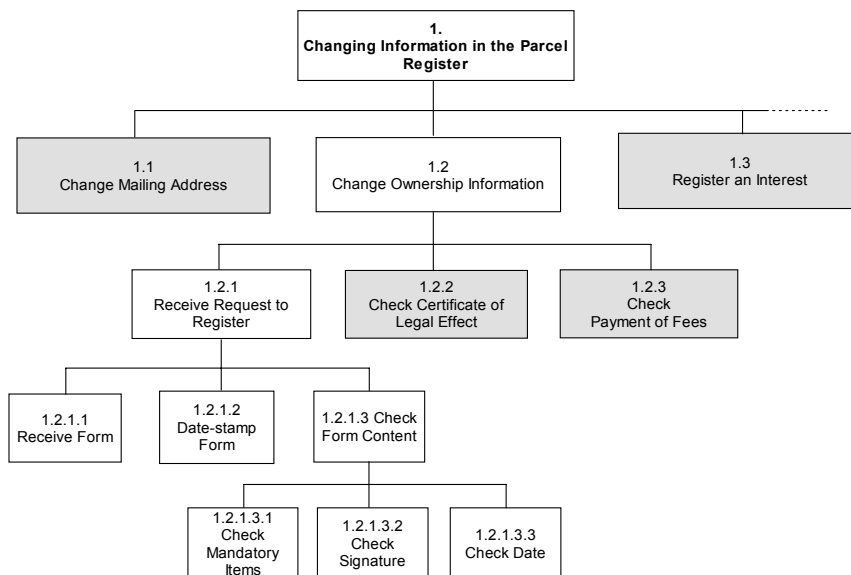 1.
Changing Information in the Parcel
Register
1.1
Change Mailing Address
1.2
Change Ownership Information
1.3
Register an Interest
1.2.1
Receive Request to
Register
1.2.2
Check Certificate of
Legal Effect
1.2.3
Check
Payment of Fees
1.2.1.1
Receive Form
1.2.1.2
Date-stamp
Form
1.2.1.3 Check
Form Content
1.2.1.3.1
Check
Mandatory
Items
1.2.1.3.2
Check
Signature
1.2.1.3.3
Check Date